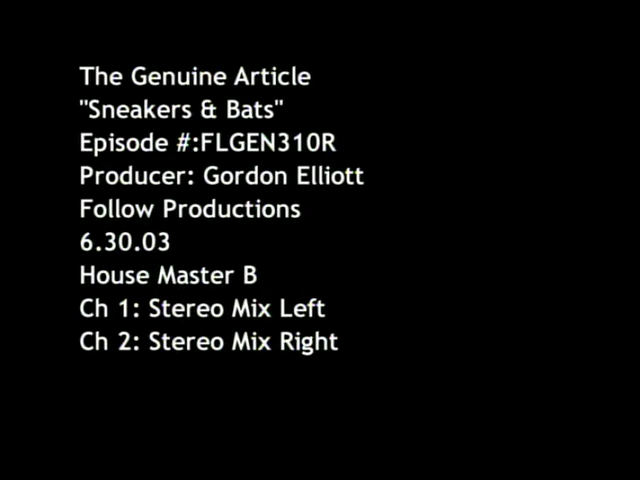 The Genuine Article
"Sneakers & Bats"
Episode #:FLGEN310R
Producer: Gordon Elliott
Follow Productions
6.30.03
House Master B
Ch 1: Stereo Mix Left
Ch 2: Stereo Mix Right